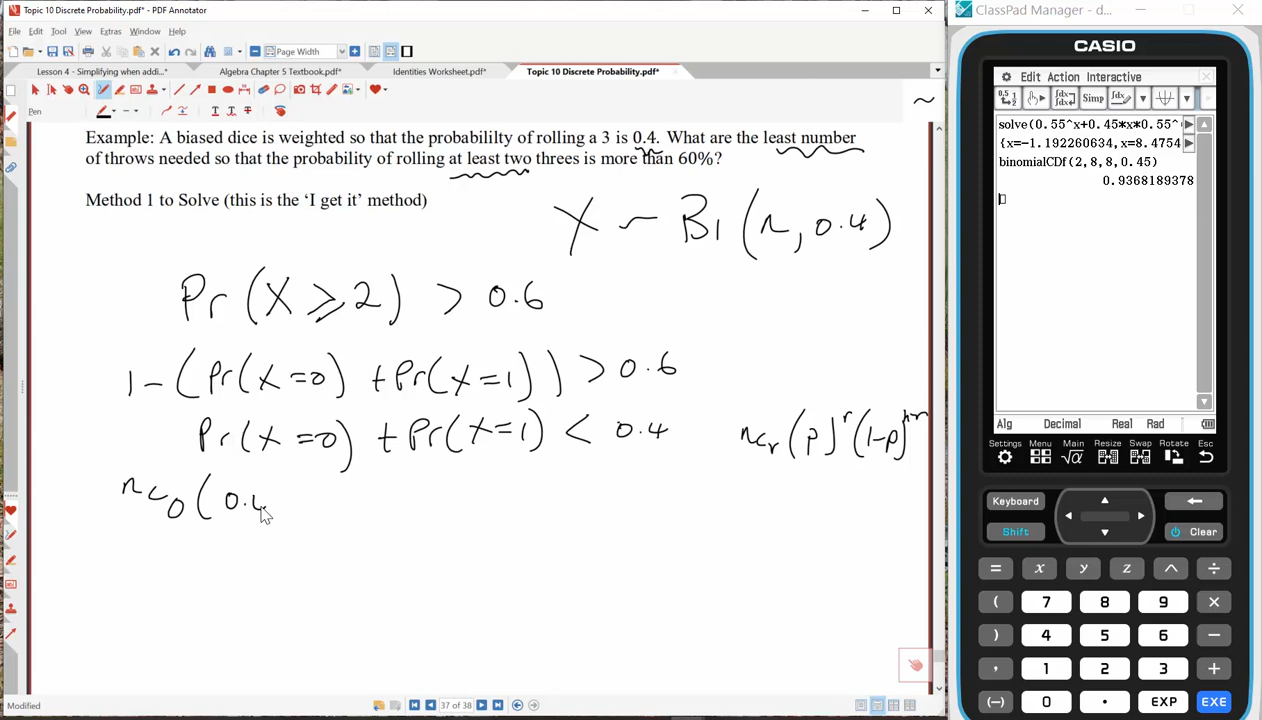 Topic 10 Discrete Probability.pdf* - PDF Annotator
File Edit Tool View Extras Window Help
Page Width
Lesson 4 - Simplifying when addi...* Algebra Chapter 5 Textbook.pdf* Identities Worksheet.pdf* Topic 10 Discrete Probability.pdf*
Pen
~
Example: A biased dice is weighted so that the probabililty of rolling a 3 is 0.4. What are the least number
of throws needed so that the probability of rolling at least two threes is more than 60%?
Method 1 to Solve (this is the 'I get it' method)
X ~ Bi (n, 0.4)
Pr (X ⩾ 2) > 0.6
1 - (Pr(X=0) + Pr(X=1)) > 0.6
Pr(X=0) + Pr(X=1) < 0.4
nCr (p)^r (1-p)^n-r
nC0 (0.4
Modified
37 of 38
ClassPad Manager - d...
CASIO
Edit Action Interactive
Simp
solve(0.55^x+0.45*x*0.55^
{x=-1.192260634, x=8.4754
binomialCDf(2,8,8,0.45)
0.9368189378
Alg Decimal Real Rad
Settings Menu Main Resize Swap Rotate Esc
Keyboard
Shift Clear
= x y z ^ ÷
( 7 8 9 ×
) 4 5 6 −
, 1 2 3 +
(−) 0 . EXP EXE